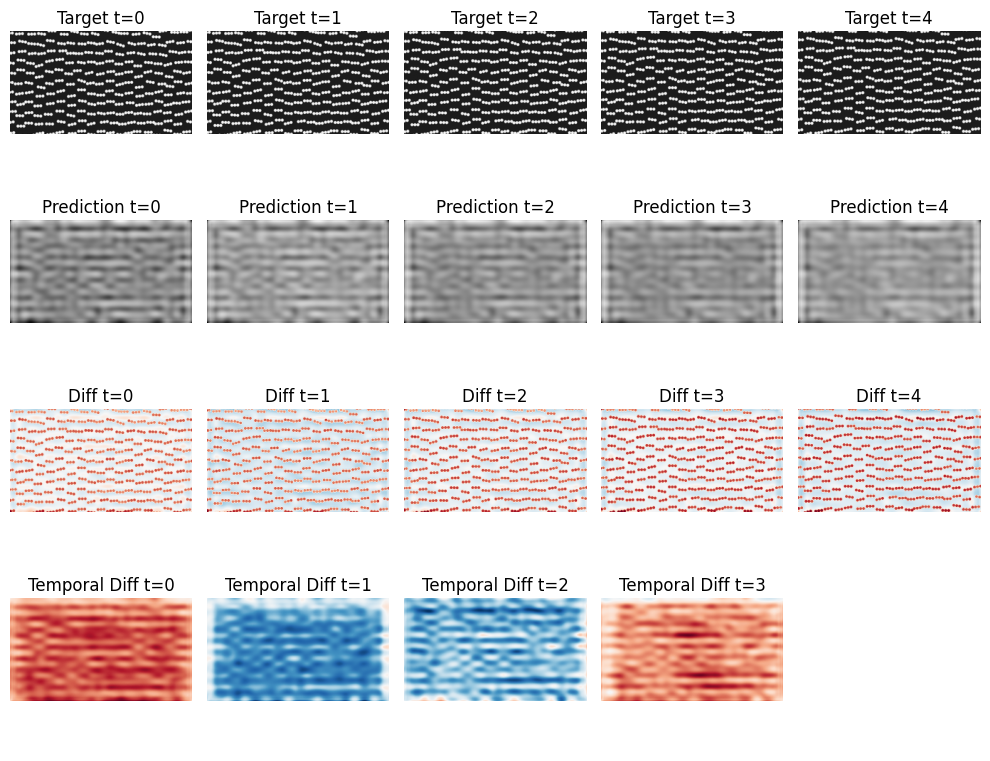 Target t=0 Target t=1 Target t=2 Target t=3 Target t=4
Prediction t=0 Prediction t=1 Prediction t=2 Prediction t=3 Prediction t=4
Diff t=0 Diff t=1 Diff t=2 Diff t=3 Diff t=4
Temporal Diff t=0 Temporal Diff t=1 Temporal Diff t=2 Temporal Diff t=3